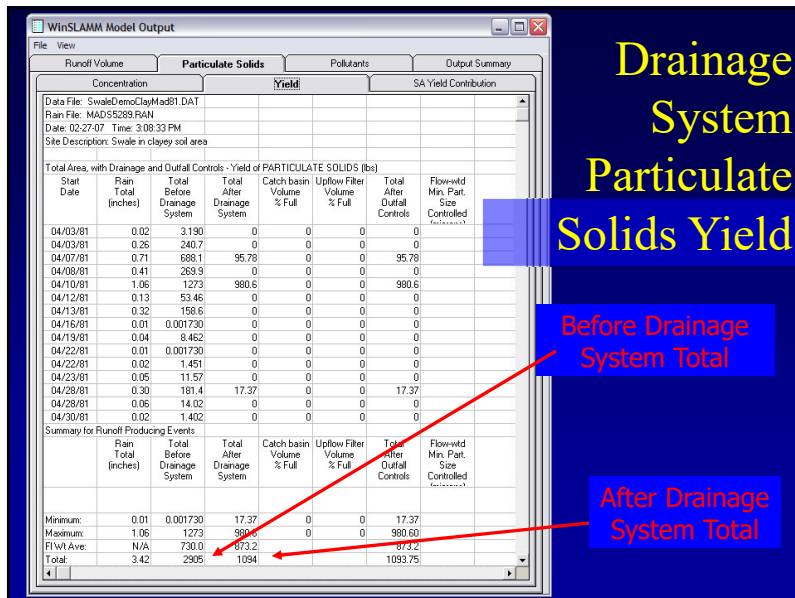 WinSLAMM Model Output
File View
Runoff Volume Particulate Solids Pollutants Output Summary
Concentration Yield SA Yield Contribution
Data File: SwaleDemoClayMad81.DAT
Rain File: MADS5289.RAN
Date: 02-27-07 Time: 3:08:33 PM
Site Description: Swale in clayey soil area
Total Area, with Drainage and Outfall Controls - Yield of PARTICULATE SOLIDS (lbs)
Start Rain Total Total Catch basin Upflow Filter Total Flow-wtd
Date Total Before After Volume Volume After Min. Part.
(inches) Drainage Drainage % Full % Full Outfall Size
System System Controls Controlled
04/03/81 0.02 3.190 0 0 0 0
04/03/81 0.26 240.7 0 0 0 0
04/07/81 0.71 688.1 95.78 0 0 95.78
04/08/81 0.41 269.9 0 0 0 0
04/10/81 1.06 1273 980.6 0 0 980.6
04/12/81 0.13 53.46 0 0 0 0
04/13/81 0.32 158.6 0 0 0 0
04/16/81 0.01 0.001730 0 0 0 0
04/19/81 0.04 8.462 0 0 0 0
04/22/81 0.01 0.001730 0 0 0 0
04/22/81 0.02 1.451 0 0 0 0
04/23/81 0.05 11.57 0 0 0 0
04/28/81 0.30 181.4 17.37 0 0 17.37
04/28/81 0.06 14.02 0 0 0 0
04/30/81 0.02 1.402 0 0 0 0
Summary for Runoff Producing Events
Rain Total Total Catch basin Upflow Filter Total Flow-wtd
Total Before After Volume Volume After Min. Part.
(inches) Drainage Drainage % Full % Full Outfall Size
System System Controls Controlled
Minimum: 0.01 0.001730 17.37 0 0 17.37
Maximum: 1.06 1273 980.6 0 0 980.60
Fl Wt Ave: N/A 730.0 873.2 873.2
Total: 3.42 2905 1094 1093.75
Drainage
System
Particulate
Solids Yield
Before Drainage
System Total
After Drainage
System Total